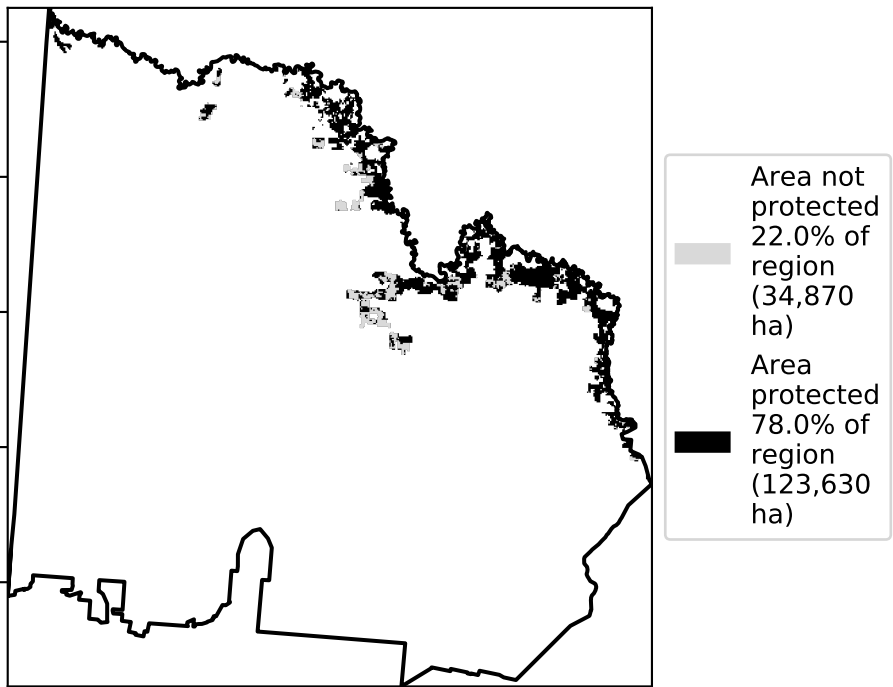 Area not
protected
22.0% of
region
(34,870
ha)
Area
protected
78.0% of
region
(123,630
ha)